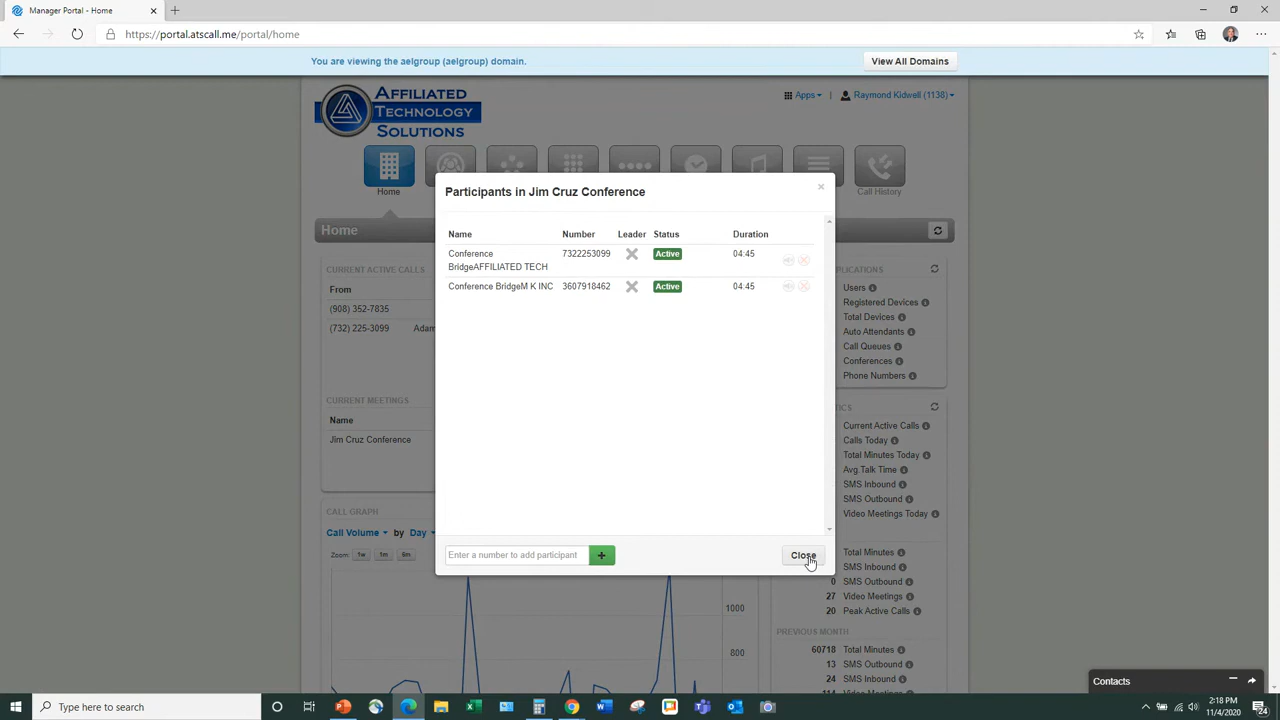 Manager Portal - Home
https://portal.atscall.me/portal/home
You are viewing the aelgroup (aelgroup) domain.
View All Domains
AFFILIATED
TECHNOLOGY
SOLUTIONS
Apps
Raymond Kidwell (1138)
Home
Call History
Participants in Jim Cruz Conference
×
Home
Name Number Leader Status Duration
Conference BridgeAFFILIATED TECH 7322253099 Active 04:45
Conference BridgeM K INC 3607918462 Active 04:45
Enter a number to add participant
+
Close
CURRENT ACTIVE CALLS
From
(908) 352-7835
(732) 225-3099 Adam
CURRENT MEETINGS
Name
Jim Cruz Conference
CALL GRAPH
Call Volume by Day
Zoom: 1w 1m 6m
1000
800
PLICATIONS
Users
Registered Devices
Total Devices
Auto Attendants
Call Queues
Conferences
Phone Numbers
TICS
Current Active Calls
Calls Today
Total Minutes Today
Avg.Talk Time
SMS Inbound
SMS Outbound
Video Meetings Today
Total Minutes
SMS Inbound
0 SMS Outbound
27 Video Meetings
20 Peak Active Calls
PREVIOUS MONTH
60718 Total Minutes
13 SMS Outbound
24 SMS Inbound
Contacts
Type here to search
2:18 PM
11/4/2020
24